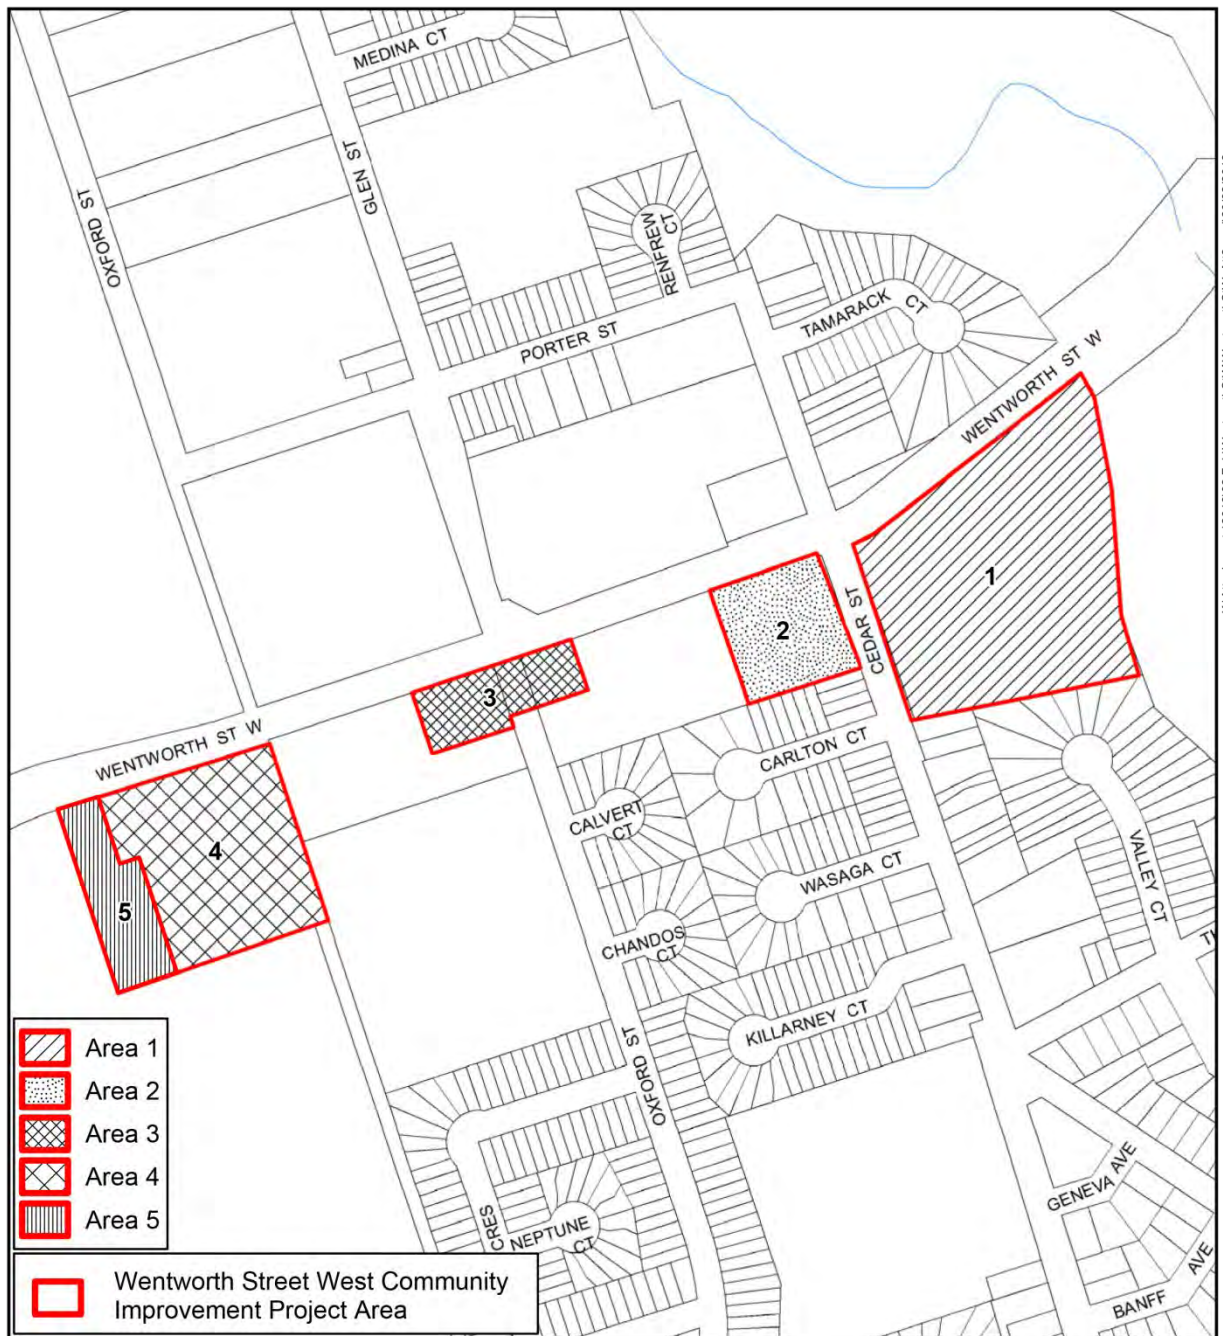 MEDINA CT
OXFORD ST
GLEN ST
RENFREW
CT
PORTER ST
TAMARACK
CT
WENTWORTH ST W
1
2
CEDAR ST
3
WENTWORTH ST W
4
5
CARLTON CT
CALVERT
CT
WASAGA CT
VALLEY CT
CHANDOS
CT
KILLARNEY CT
OXFORD ST
GENEVA AVE
CRES
NEPTUNE
CT
BANFF
AVE
Area 1
Area 2
Area 3
Area 4
Area 5
Wentworth Street West Community
Improvement Project Area